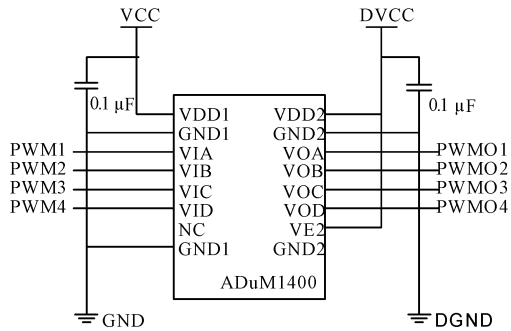 VCC DVCC
0.1 μF 0.1 μF
VDD1 VDD2
GND1 GND2
PWM1 VIA VOA PWMO1
PWM2 VIB VOB PWMO2
PWM3 VIC VOC PWMO3
PWM4 VID VOD PWMO4
NC VE2
GND1 GND2
ADuM1400
GND DGND